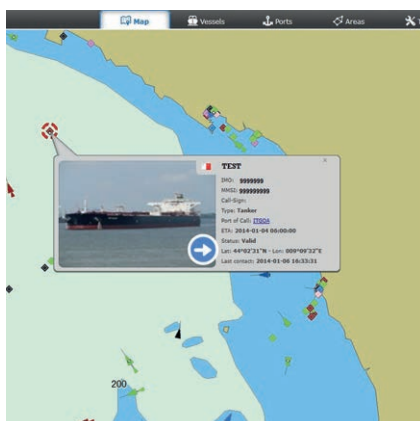 Map Vessels Ports Areas
TEST
IMO: 9999999
MMSI: 999999999
Call-Sign:
Type: Tanker
Port of Call: ITGOA
ETA: 2014-01-04 06:00:00
Status: Valid
Lat: 44°02'31"N - Lon: 008°09'32"E
Last contact: 2014-01-06 16:33:31
200